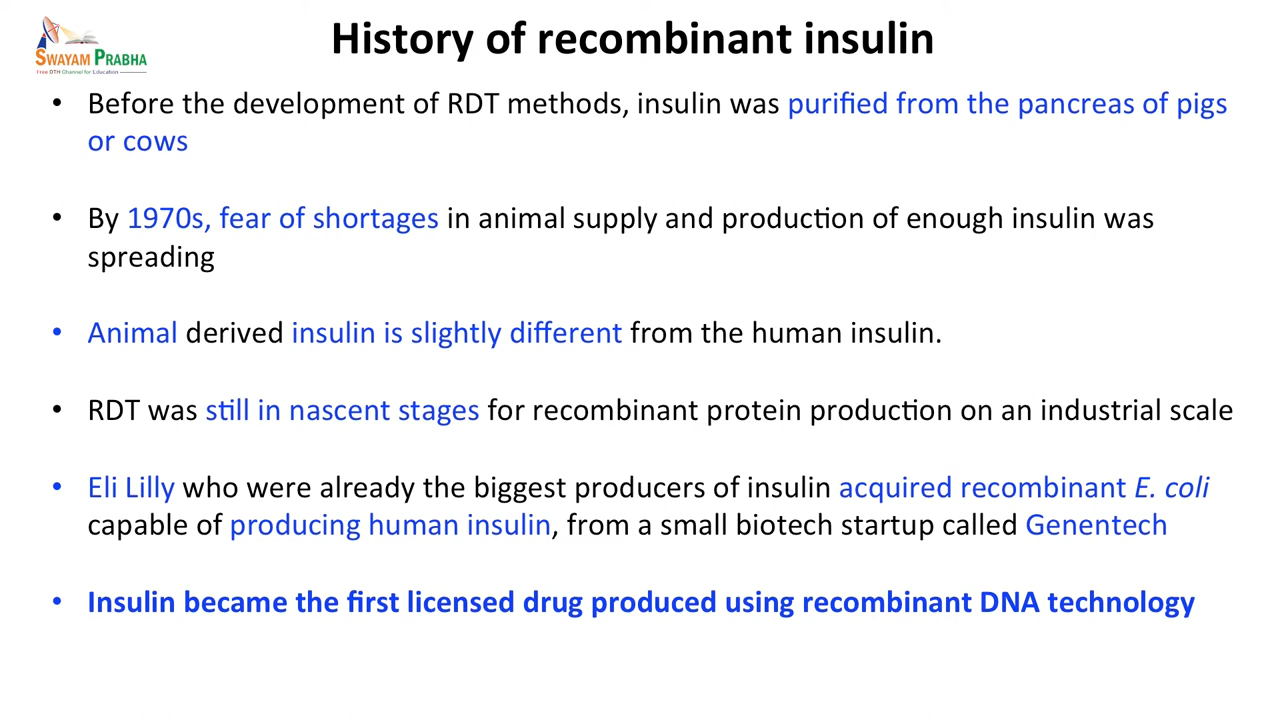 SWAYAM PRABHA
Free DTH Channel for Education
History of recombinant insulin
• Before the development of RDT methods, insulin was purified from the pancreas of pigs
or cows
• By 1970s, fear of shortages in animal supply and production of enough insulin was
spreading
• Animal derived insulin is slightly different from the human insulin.
• RDT was still in nascent stages for recombinant protein production on an industrial scale
• Eli Lilly who were already the biggest producers of insulin acquired recombinant E. coli
capable of producing human insulin, from a small biotech startup called Genentech
• Insulin became the first licensed drug produced using recombinant DNA technology